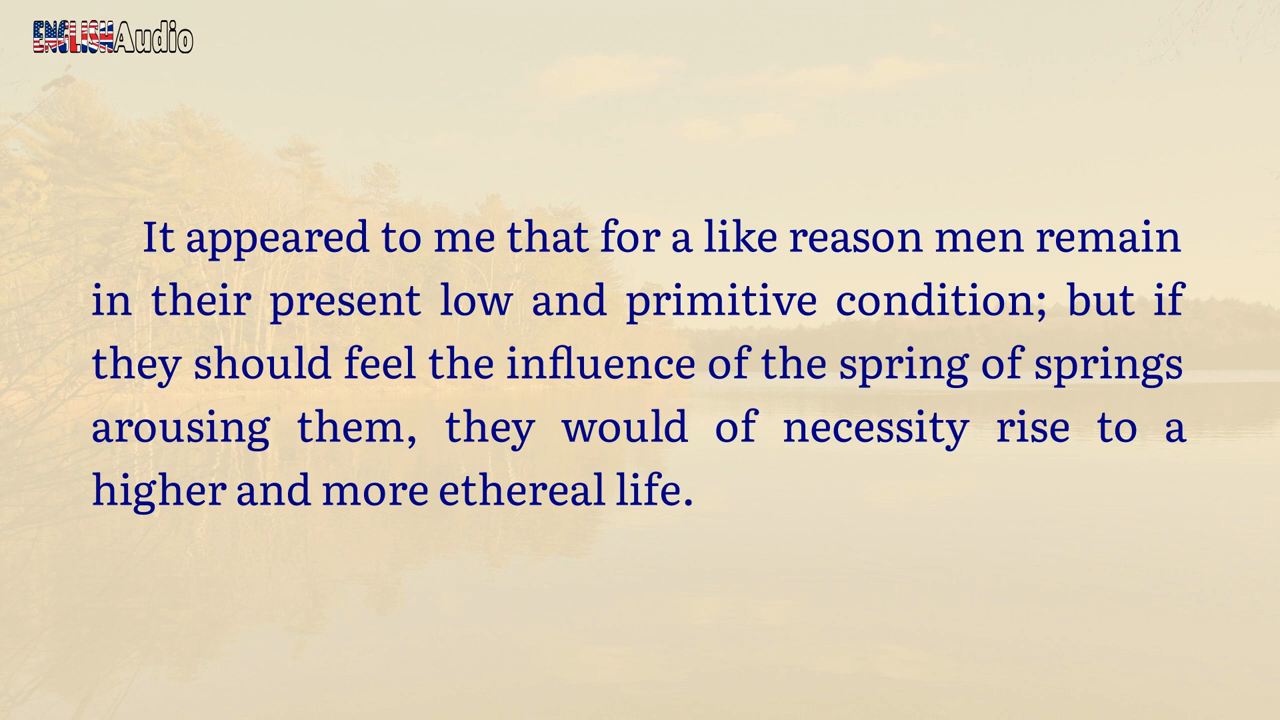 ENGLISHAudio
It appeared to me that for a like reason men remain
in their present low and primitive condition; but if
they should feel the influence of the spring of springs
arousing them, they would of necessity rise to a
higher and more ethereal life.